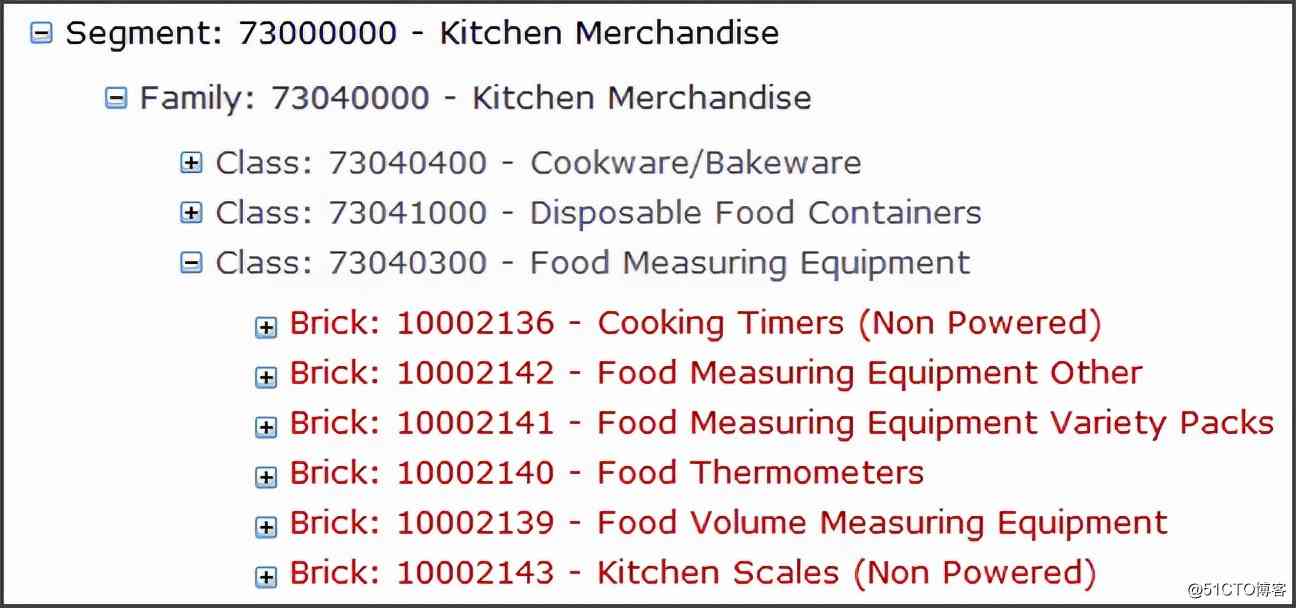 Segment: 73000000 - Kitchen Merchandise
Family: 73040000 - Kitchen Merchandise
Class: 73040400 - Cookware/Bakeware
Class: 73041000 - Disposable Food Containers
Class: 73040300 - Food Measuring Equipment
Brick: 10002136 - Cooking Timers (Non Powered)
Brick: 10002142 - Food Measuring Equipment Other
Brick: 10002141 - Food Measuring Equipment Variety Packs
Brick: 10002140 - Food Thermometers
Brick: 10002139 - Food Volume Measuring Equipment
Brick: 10002143 - Kitchen Scales (Non Powered)
@51CTO博客